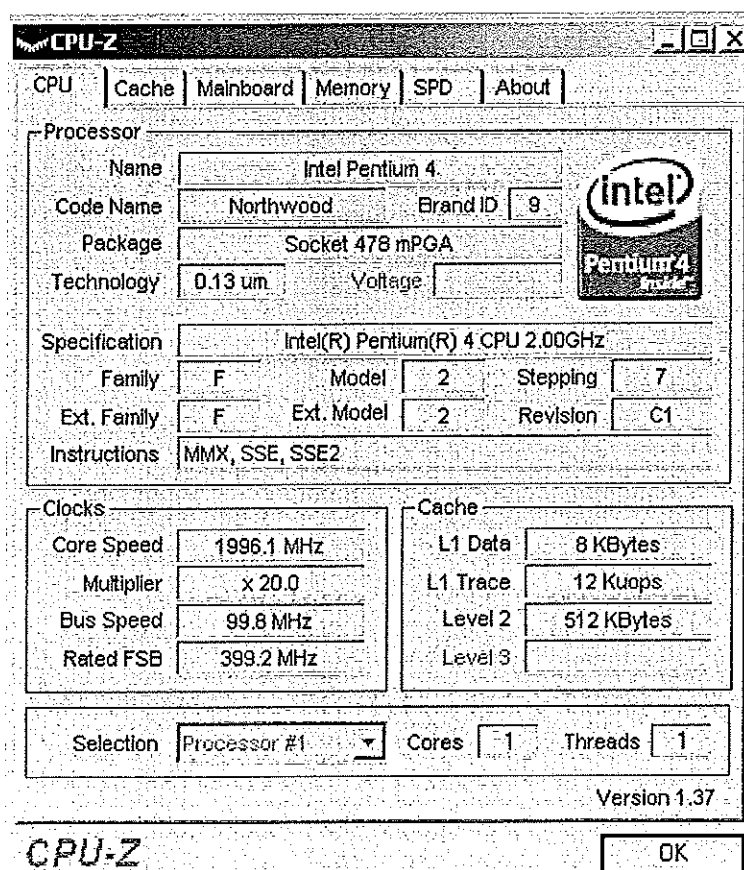 CPU-Z
CPU Cache Mainboard Memory SPD About
Processor
Name Intel Pentium 4
Code Name Northwood Brand ID 9
Package Socket 478 mPGA
Technology 0.13 um Voltage
intel
Pentium 4
inside
Specification Intel(R) Pentium(R) 4 CPU 2.00GHz
Family F Model 2 Stepping 7
Ext. Family F Ext. Model 2 Revision C1
Instructions MMX, SSE, SSE2
Clocks
Core Speed 1996.1 MHz
Multiplier x 20.0
Bus Speed 99.8 MHz
Rated FSB 399.2 MHz
Cache
L1 Data 8 KBytes
L1 Trace 12 Kuops
Level 2 512 KBytes
Level 3
Selection Processor #1 Cores 1 Threads 1
Version 1.37
CPU-Z OK